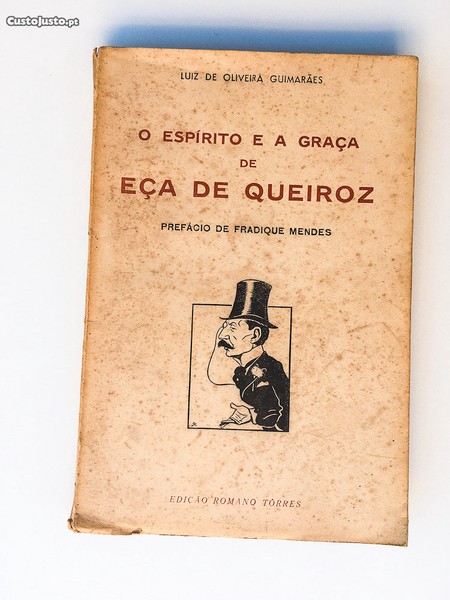 CustoJusto.pt
LUIZ DE OLIVEIRA GUIMARÃES
O ESPÍRITO E A GRAÇA
DE
EÇA DE QUEIROZ
PREFÁCIO DE FRADIQUE MENDES
EDIÇÃO ROMANO TÔRRES